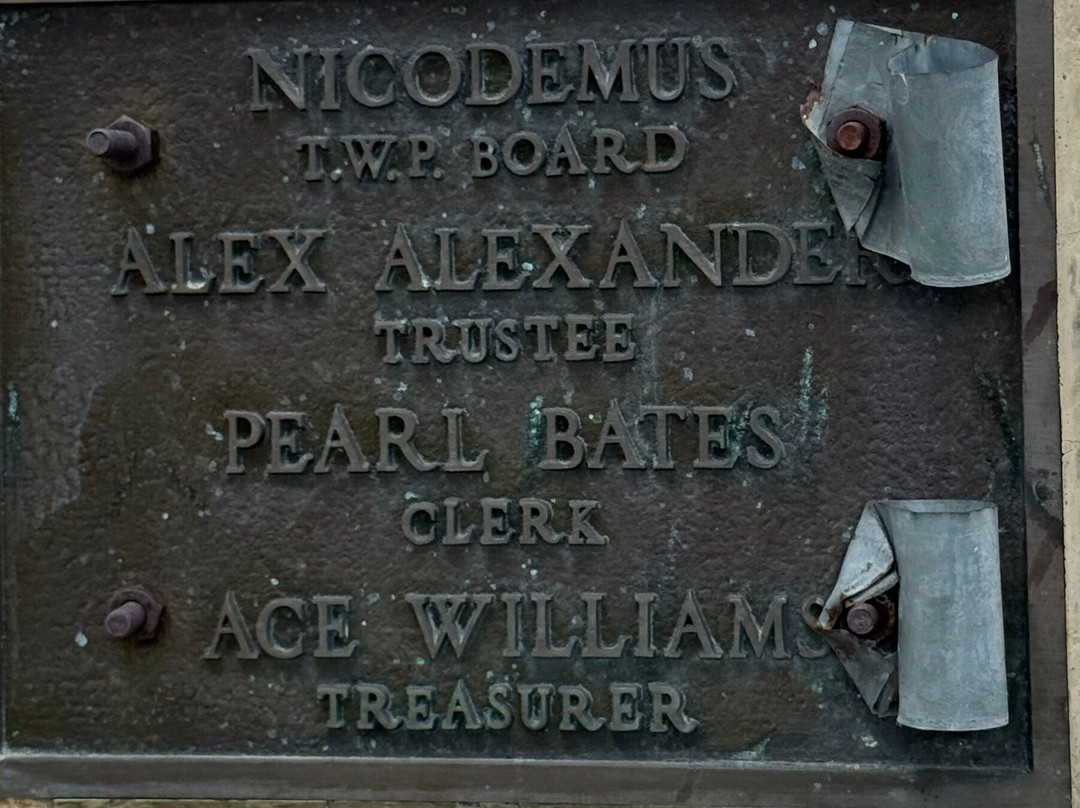 NICODEMUS
T.W.P. BOARD
ALEX ALEXANDER
TRUSTEE
PEARL BATES
CLERK
ACE WILLIAMS
TREASURER